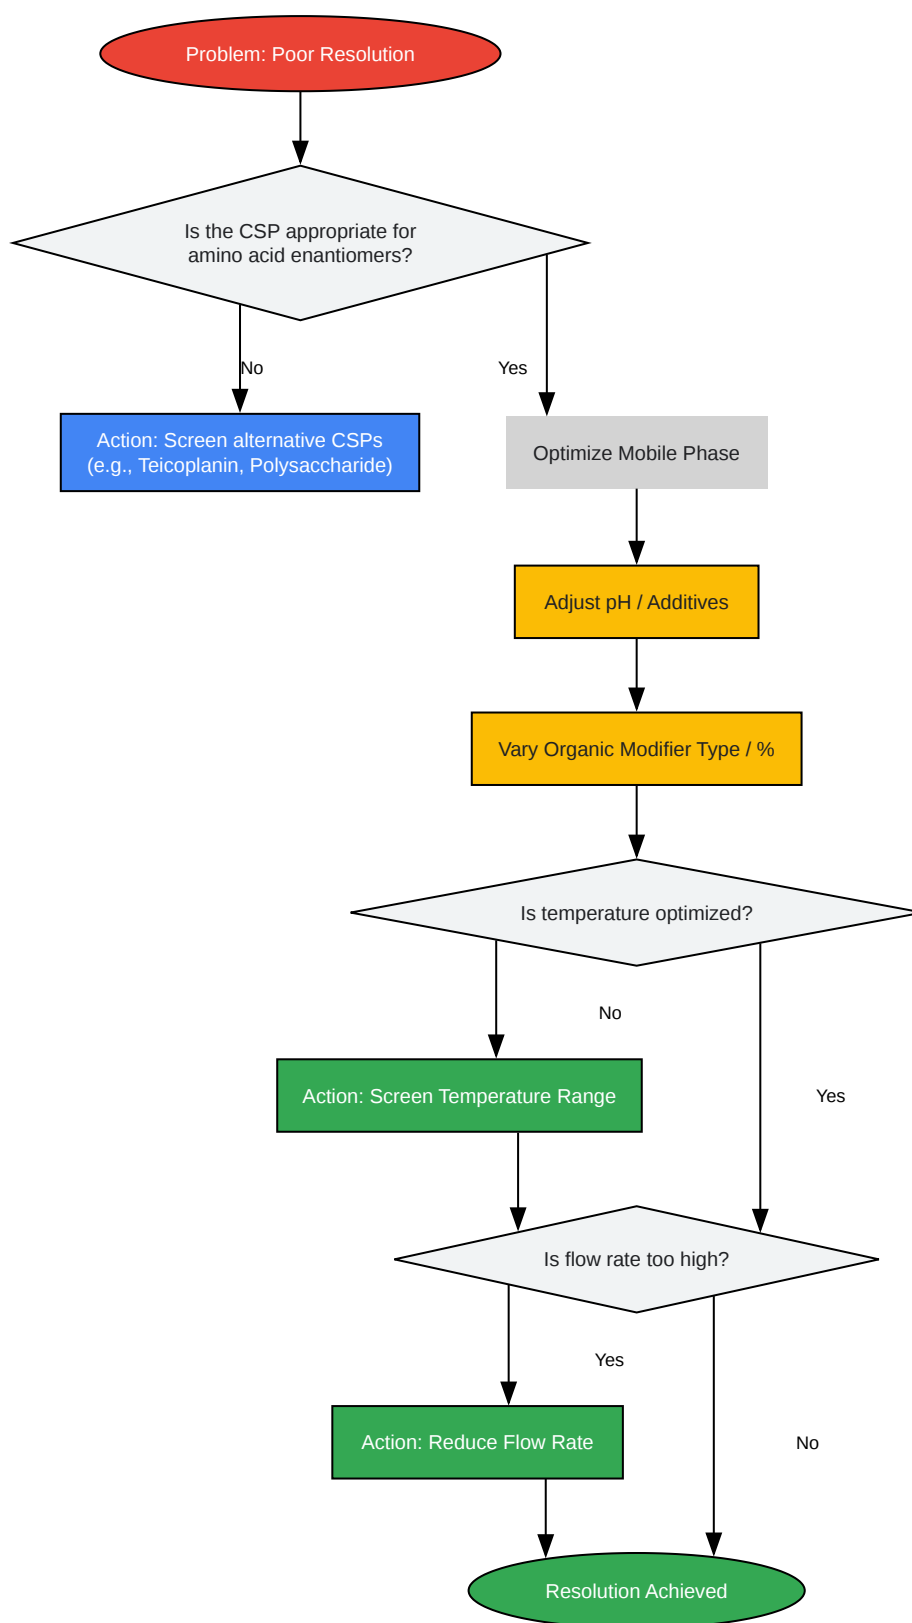 Problem: Poor Resolution
Is the CSP appropriate for
amino acid enantiomers?
No
Yes
Action: Screen alternative CSPs
(e.g., Teicoplanin, Polysaccharide)
Optimize Mobile Phase
Adjust pH / Additives
Vary Organic Modifier Type / %
Is temperature optimized?
No
Action: Screen Temperature Range
Yes
Is flow rate too high?
Yes
Action: Reduce Flow Rate
No
Resolution Achieved